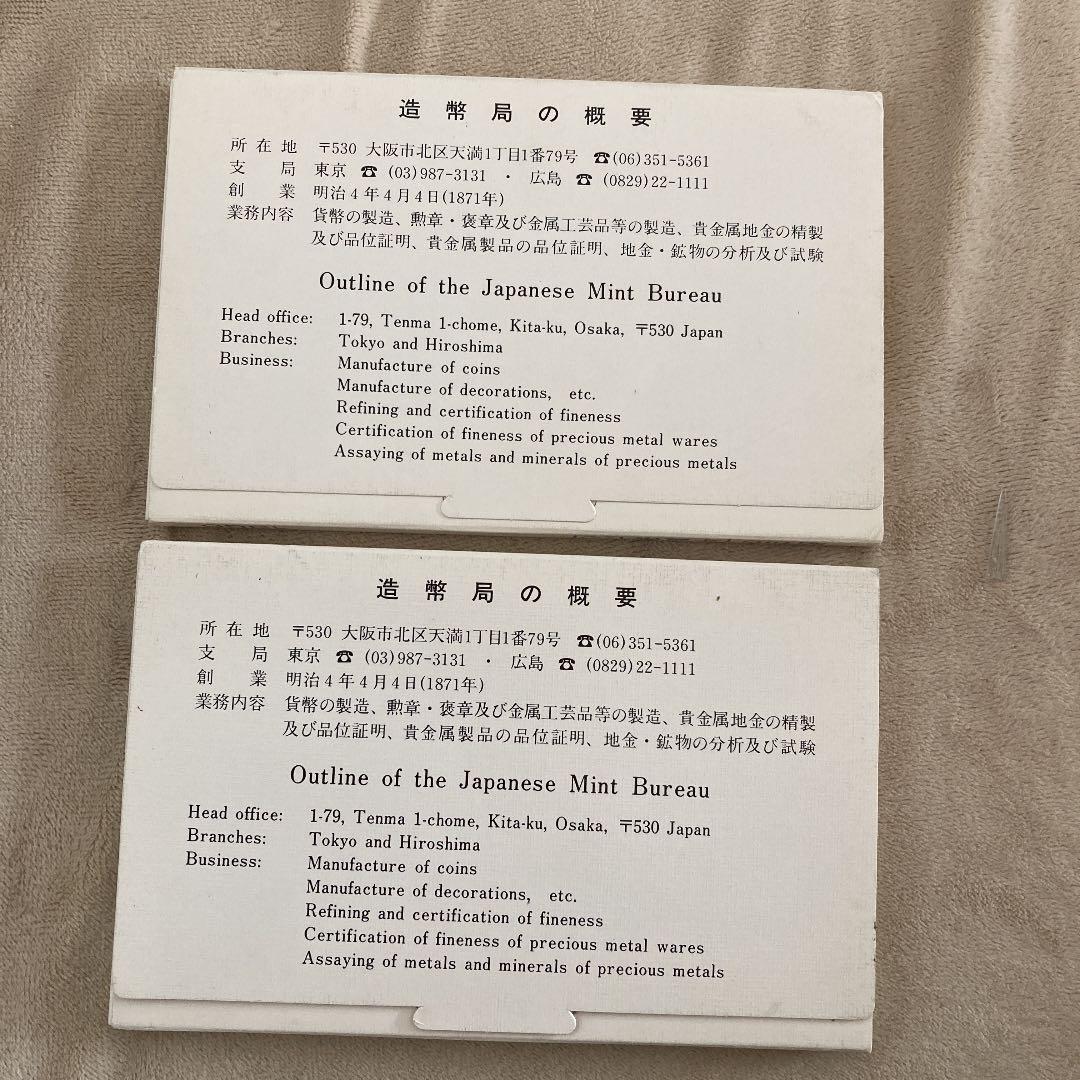 造幣局の概要
所在地 〒530 大阪市北区天満1丁目1番79号 ☎(06)351-5361
支局 東京 ☎ (03)987-3131 ・ 広島 ☎ (0829)22-1111
創業 明治4年4月4日(1871年)
業務内容 貨幣の製造、勲章・褒章及び金属工芸品等の製造、貴金属地金の精製
及び品位証明、貴金属製品の品位証明、地金・鉱物の分析及び試験
Outline of the Japanese Mint Bureau
Head office: 1-79, Tenma 1-chome, Kita-ku, Osaka, 〒530 Japan
Branches: Tokyo and Hiroshima
Business: Manufacture of coins
Manufacture of decorations, etc.
Refining and certification of fineness
Certification of fineness of precious metal wares
Assaying of metals and minerals of precious metals
造幣局の概要
所在地 〒530 大阪市北区天満1丁目1番79号 ☎(06)351-5361
支局 東京 ☎ (03)987-3131 ・ 広島 ☎ (0829)22-1111
創業 明治4年4月4日(1871年)
業務内容 貨幣の製造、勲章・褒章及び金属工芸品等の製造、貴金属地金の精製
及び品位証明、貴金属製品の品位証明、地金・鉱物の分析及び試験
Outline of the Japanese Mint Bureau
Head office: 1-79, Tenma 1-chome, Kita-ku, Osaka, 〒530 Japan
Branches: Tokyo and Hiroshima
Business: Manufacture of coins
Manufacture of decorations, etc.
Refining and certification of fineness
Certification of fineness of precious metal wares
Assaying of metals and minerals of precious metals